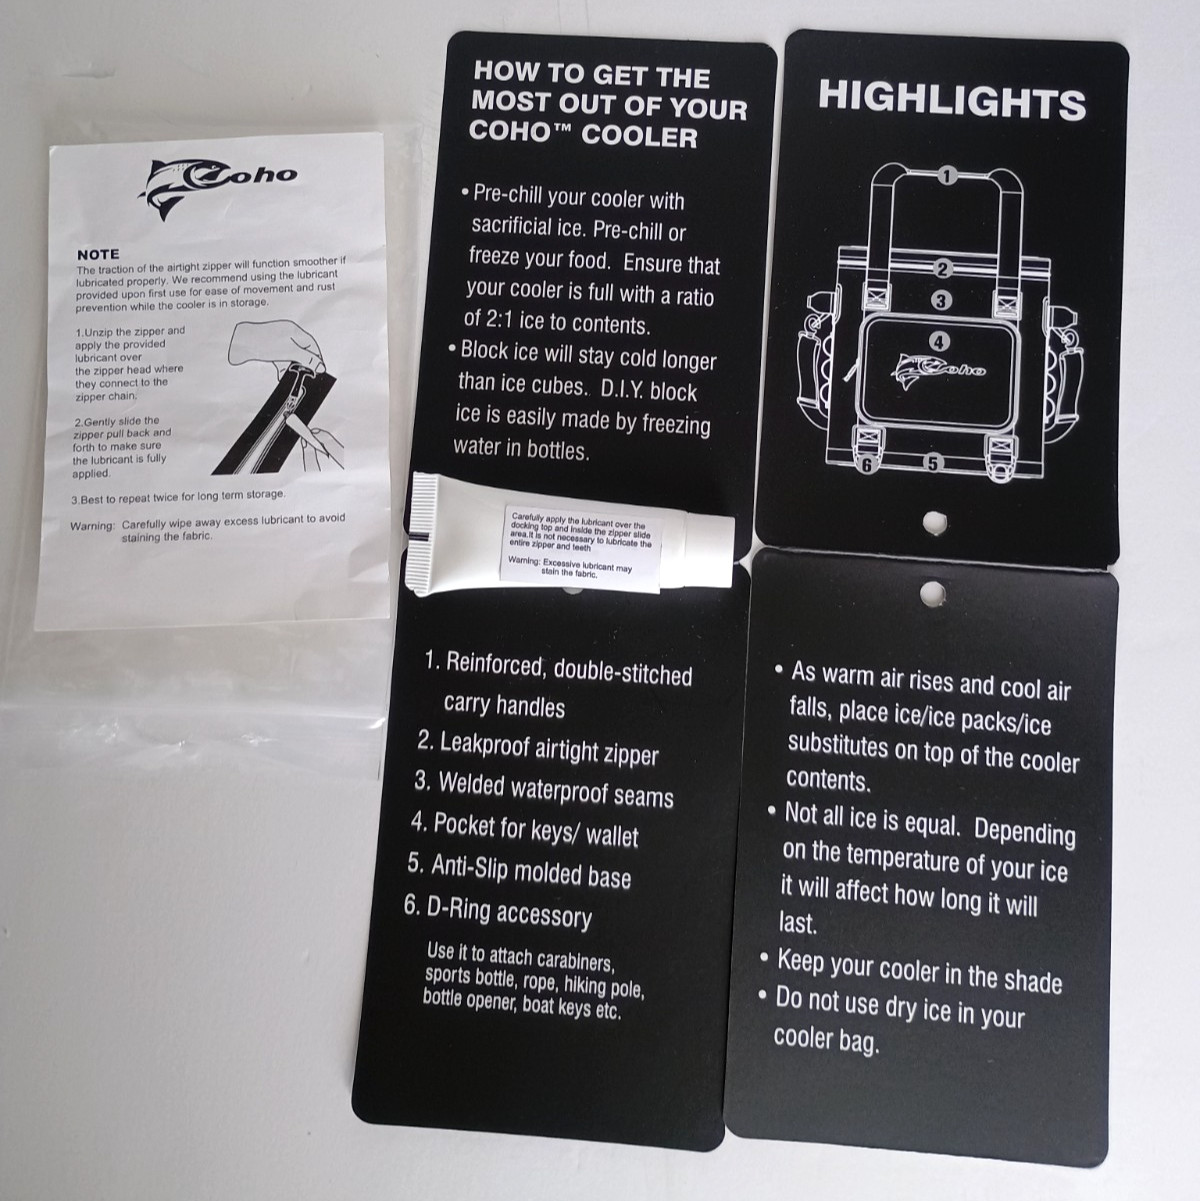 Coho
NOTE
The traction of the airtight zipper will function smoother if
lubricated properly. We recommend using the lubricant
provided upon first use for ease of movement and rust
prevention while the cooler is in storage.
1.Unzip the zipper and
apply the provided
lubricant over
the zipper head where
they connect to the
zipper chain.
2.Gently slide the
zipper pull back and
forth to make sure
the lubricant is fully
applied.
3.Best to repeat twice for long term storage.
Warning: Carefully wipe away excess lubricant to avoid
staining the fabric.
HOW TO GET THE
MOST OUT OF YOUR
COHO™ COOLER
• Pre-chill your cooler with
sacrificial ice. Pre-chill or
freeze your food. Ensure that
your cooler is full with a ratio
of 2:1 ice to contents.
• Block ice will stay cold longer
than ice cubes. D.I.Y. block
ice is easily made by freezing
water in bottles.
HIGHLIGHTS
1
2
3
4
Coho
6
5
Carefully apply the lubricant over the
docking top and inside the zipper slide
area.It is not necessary to lubricate the
entire zipper and teeth
Warning: Excessive lubricant may
stain the fabric.
1. Reinforced, double-stitched
carry handles
2. Leakproof airtight zipper
3. Welded waterproof seams
4. Pocket for keys/ wallet
5. Anti-Slip molded base
6. D-Ring accessory
Use it to attach carabiners,
sports bottle, rope, hiking pole,
bottle opener, boat keys etc.
• As warm air rises and cool air
falls, place ice/ice packs/ice
substitutes on top of the cooler
contents.
• Not all ice is equal. Depending
on the temperature of your ice
it will affect how long it will
last.
• Keep your cooler in the shade
• Do not use dry ice in your
cooler bag.